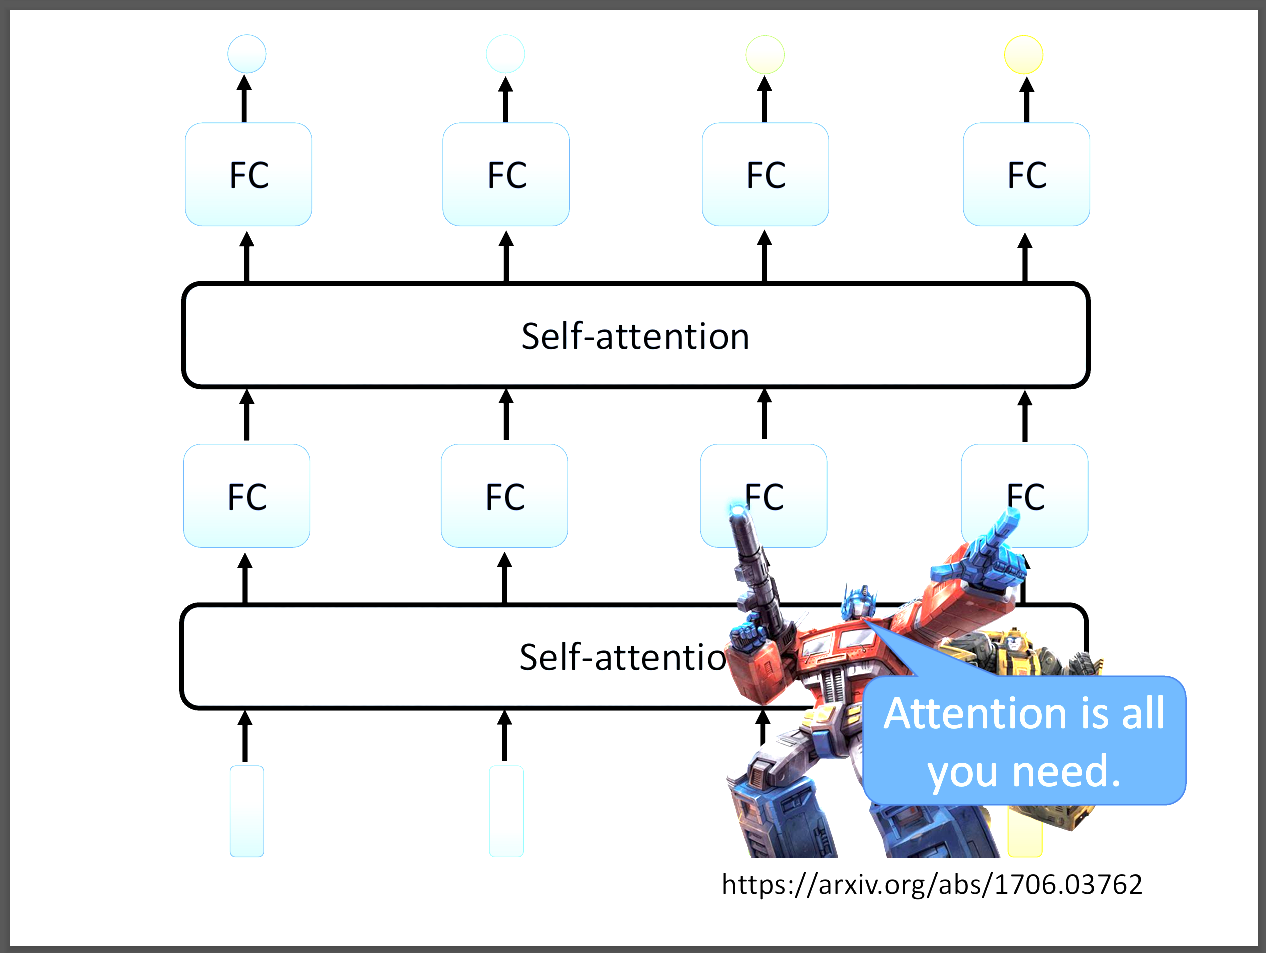 FC FC FC FC
Self-attention
FC FC FC FC
Self-attentio
Attention is all
you need.
https://arxiv.org/abs/1706.03762